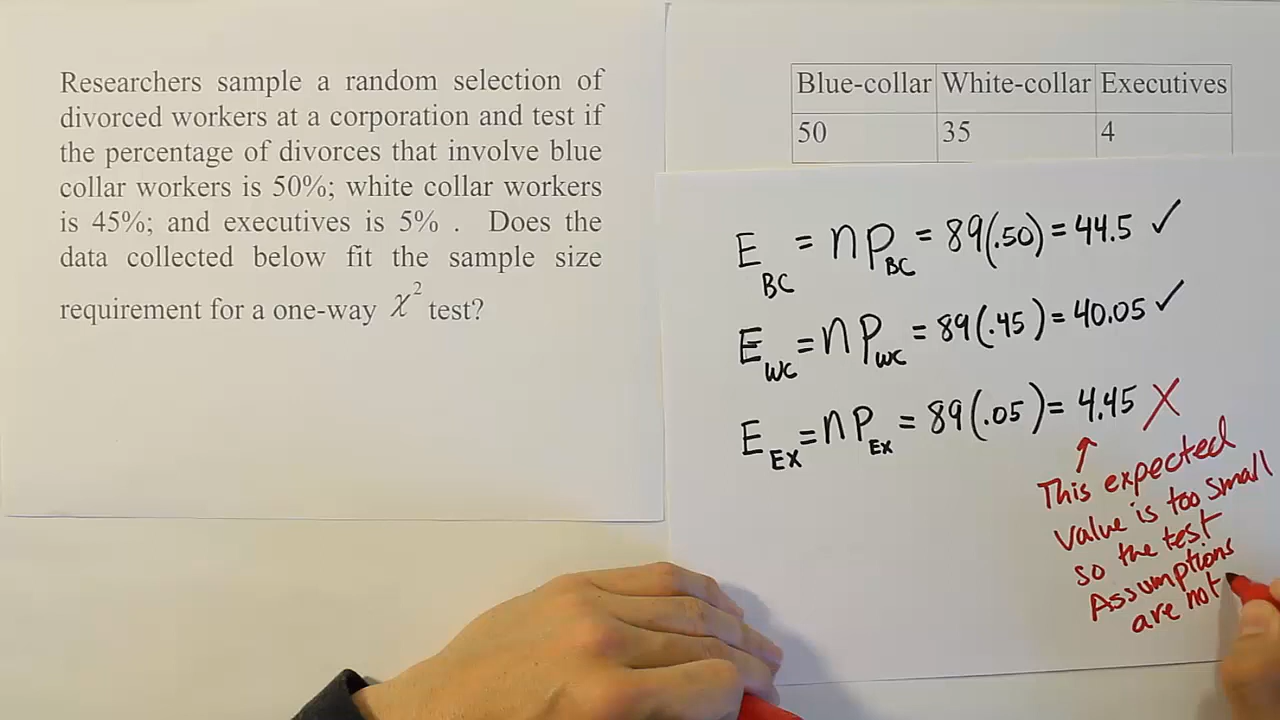 Researchers sample a random selection of
divorced workers at a corporation and test if
the percentage of divorces that involve blue
collar workers is 50%; white collar workers
is 45%; and executives is 5% . Does the
data collected below fit the sample size
requirement for a one-way χ² test?
Blue-collar White-collar Executives
50 35 4
E_BC = nP_BC = 89(.50) = 44.5 ✓
E_WC = nP_WC = 89(.45) = 40.05 ✓
E_EX = nP_EX = 89(.05) = 4.45 X
This expected
value is too small
so the test
Assumptions
are not